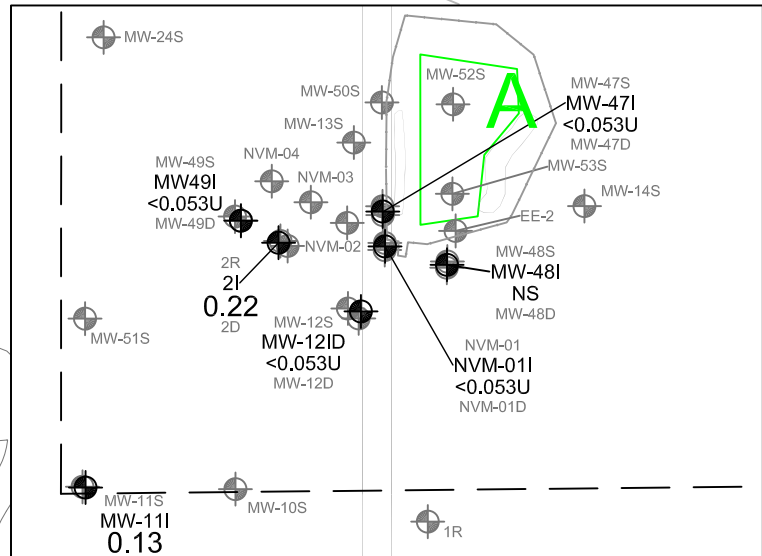 MW-24S
MW-50S
MW-52S
A
MW-47S
MW-47I
<0.053U
MW-47D
MW-13S
MW-49S
MW49I
<0.053U
MW-49D
NVM-04
NVM-03
MW-53S
MW-14S
EE-2
NVM-02
2R
2I
0.22
2D
MW-48S
MW-48I
NS
MW-48D
MW-51S
MW-12S
MW-12ID
<0.053U
MW-12D
NVM-01
NVM-01I
<0.053U
NVM-01D
MW-11S
MW-11I
0.13
MW-10S
1R